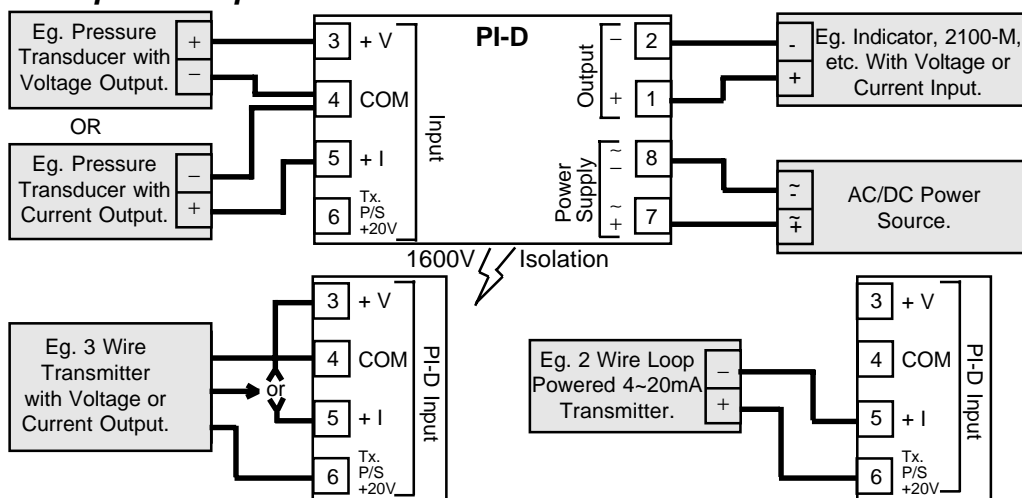 Eg. Pressure
Transducer with
Voltage Output.
+
−
OR
Eg. Pressure
Transducer with
Current Output.
−
+
3 + V
4 COM
5 + I
6 Tx.
P/S
+20V
Input
PI-D
Output
− 2
+ 1
Power
Supply
~
− 8
~
+ 7
-
+
Eg. Indicator, 2100-M,
etc. With Voltage or
Current Input.
~
-
~
+
AC/DC Power
Source.
1600V Isolation
Eg. 3 Wire
Transmitter
with Voltage or
Current Output.
or
3 + V
4 COM
5 + I
6 Tx.
P/S
+20V
PI-D Input
Eg. 2 Wire Loop
Powered 4~20mA
Transmitter.
−
+
3 + V
4 COM
5 + I
6 Tx.
P/S
+20V
PI-D Input